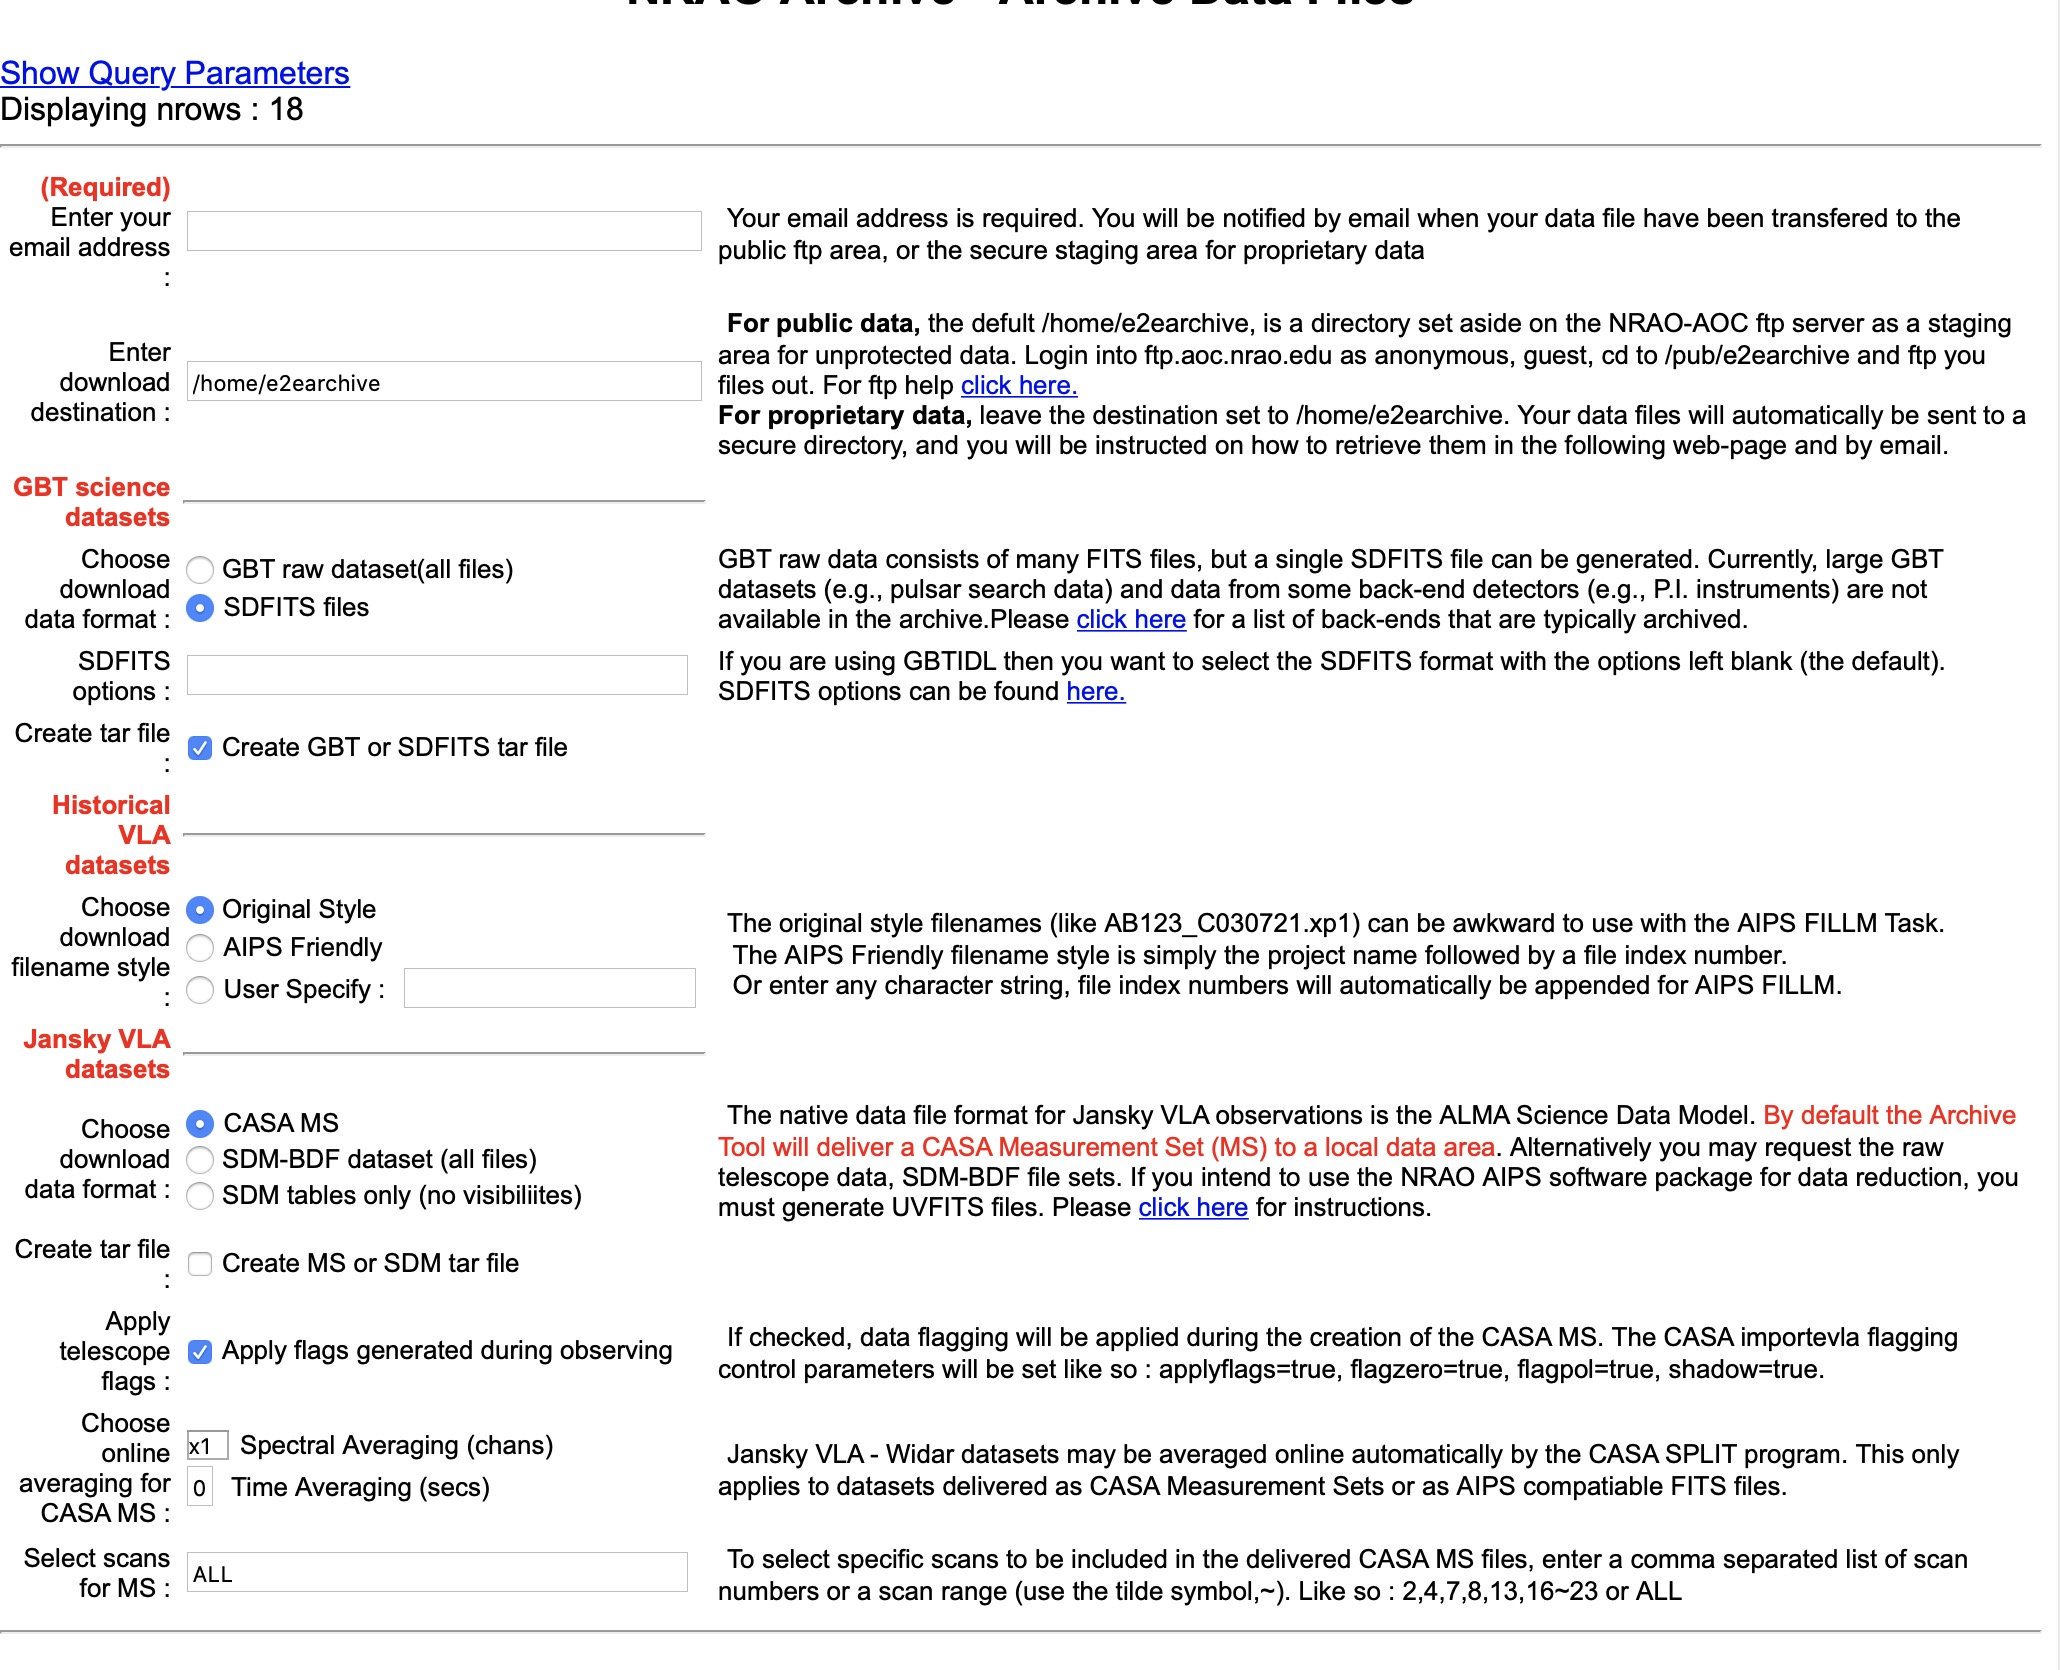 NRAO Archive - Archive Data Files
Show Query Parameters
Displaying nrows : 18
(Required)
Enter your
email address
:
Your email address is required. You will be notified by email when your data file have been transfered to the
public ftp area, or the secure staging area for proprietary data
Enter
download
destination :
/home/e2earchive
For public data, the defult /home/e2earchive, is a directory set aside on the NRAO-AOC ftp server as a staging
area for unprotected data. Login into ftp.aoc.nrao.edu as anonymous, guest, cd to /pub/e2earchive and ftp you
files out. For ftp help click here.
For proprietary data, leave the destination set to /home/e2earchive. Your data files will automatically be sent to a
secure directory, and you will be instructed on how to retrieve them in the following web-page and by email.
GBT science
datasets
Choose
download
data format :
GBT raw dataset(all files)
SDFITS files
GBT raw data consists of many FITS files, but a single SDFITS file can be generated. Currently, large GBT
datasets (e.g., pulsar search data) and data from some back-end detectors (e.g., P.I. instruments) are not
available in the archive.Please click here for a list of back-ends that are typically archived.
SDFITS
options :
If you are using GBTIDL then you want to select the SDFITS format with the options left blank (the default).
SDFITS options can be found here.
Create tar file
:
Create GBT or SDFITS tar file
Historical
VLA
datasets
Choose
download
filename style
:
Original Style
AIPS Friendly
User Specify :
The original style filenames (like AB123_C030721.xp1) can be awkward to use with the AIPS FILLM Task.
The AIPS Friendly filename style is simply the project name followed by a file index number.
Or enter any character string, file index numbers will automatically be appended for AIPS FILLM.
Jansky VLA
datasets
Choose
download
data format :
CASA MS
SDM-BDF dataset (all files)
SDM tables only (no visibiliites)
The native data file format for Jansky VLA observations is the ALMA Science Data Model. By default the Archive
Tool will deliver a CASA Measurement Set (MS) to a local data area. Alternatively you may request the raw
telescope data, SDM-BDF file sets. If you intend to use the NRAO AIPS software package for data reduction, you
must generate UVFITS files. Please click here for instructions.
Create tar file
:
Create MS or SDM tar file
Apply
telescope
flags :
Apply flags generated during observing
If checked, data flagging will be applied during the creation of the CASA MS. The CASA importevla flagging
control parameters will be set like so : applyflags=true, flagzero=true, flagpol=true, shadow=true.
Choose
online
averaging for
CASA MS :
x1 Spectral Averaging (chans)
0 Time Averaging (secs)
Jansky VLA - Widar datasets may be averaged online automatically by the CASA SPLIT program. This only
applies to datasets delivered as CASA Measurement Sets or as AIPS compatiable FITS files.
Select scans
for MS :
ALL
To select specific scans to be included in the delivered CASA MS files, enter a comma separated list of scan
numbers or a scan range (use the tilde symbol,~). Like so : 2,4,7,8,13,16~23 or ALL